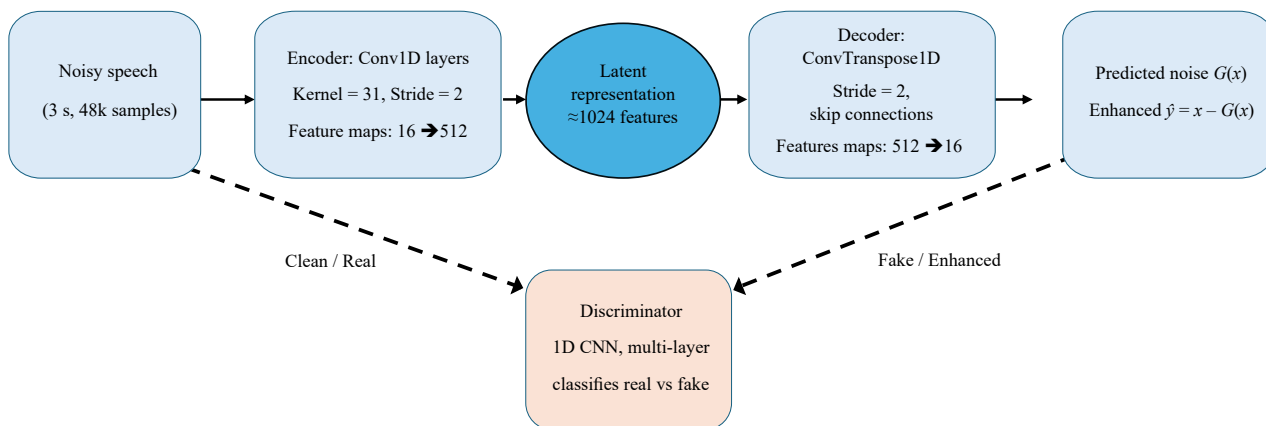 Noisy speech
(3 s, 48k samples)
Encoder: Conv1D layers
Kernel = 31, Stride = 2
Feature maps: 16 ➔512
Latent
representation
≈1024 features
Decoder:
ConvTranspose1D
Stride = 2,
skip connections
Features maps: 512 ➔16
Predicted noise G(x)
Enhanced ŷ = x – G(x)
Clean / Real
Fake / Enhanced
Discriminator
1D CNN, multi-layer
classifies real vs fake